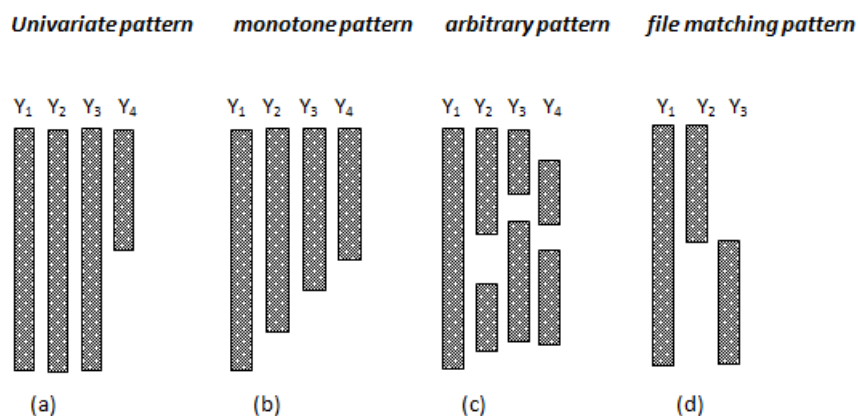 Univariate pattern monotone pattern arbitrary pattern file matching pattern
Y₁ Y₂ Y₃ Y₄ Y₁ Y₂ Y₃ Y₄ Y₁ Y₂ Y₃ Y₄ Y₁ Y₂ Y₃
(a) (b) (c) (d)